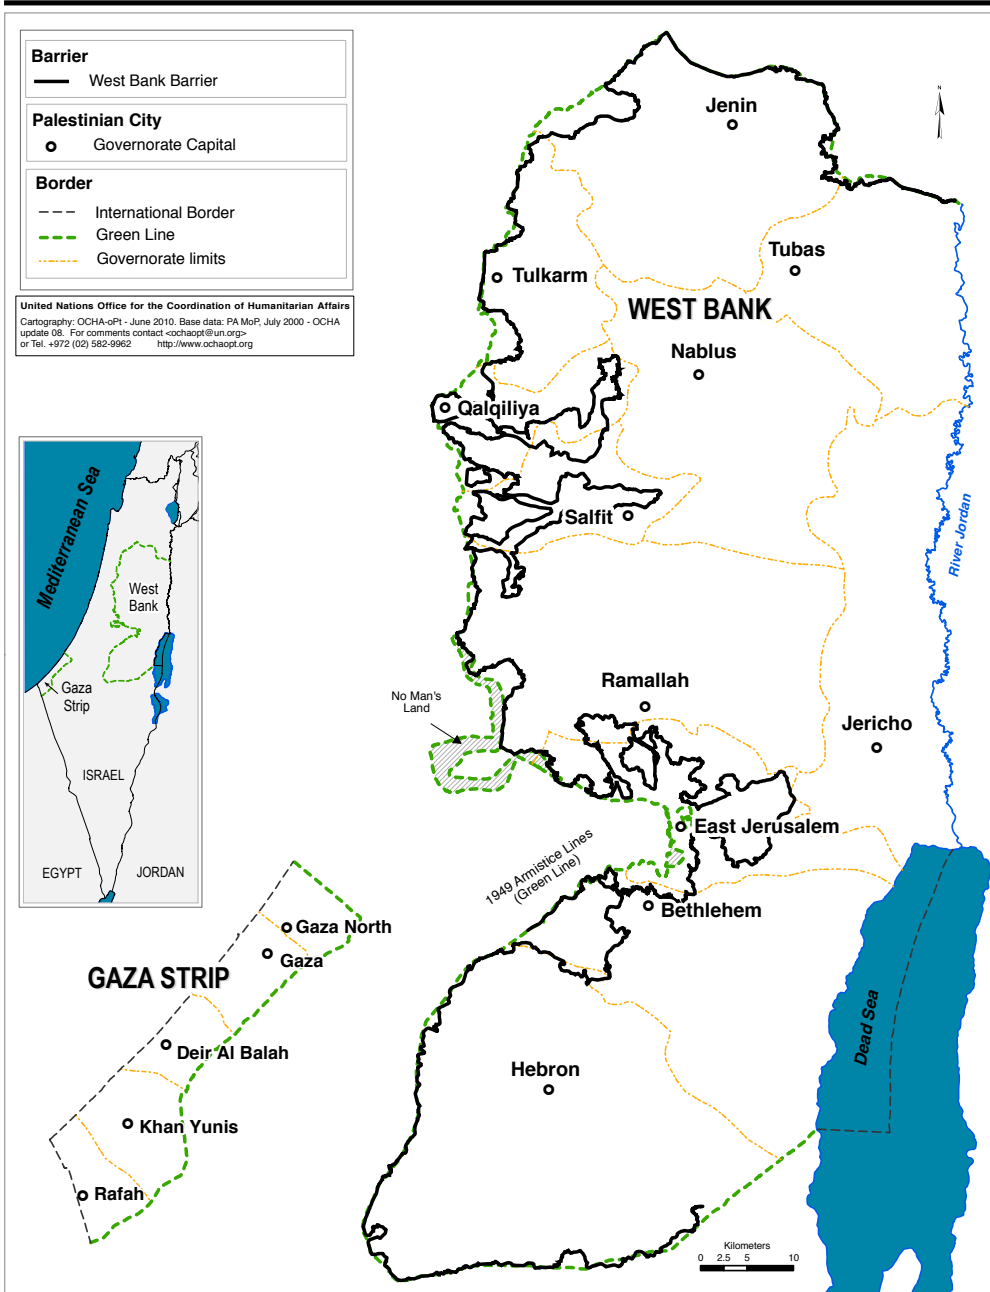 Barrier
West Bank Barrier
Palestinian City
Governorate Capital
Border
International Border
Green Line
Governorate limits
United Nations Office for the Coordination of Humanitarian Affairs
Cartography: OCHA-oPt - June 2010. Base data: PA MoP, July 2000 - OCHA
update 08. For comments contact <ochaopt@un.org>
or Tel. +972 (02) 582-9962 http://www.ochaopt.org
N
Jenin
Tubas
Tulkarm
WEST BANK
Nablus
Qalqiliya
Salfit
River Jordan
Ramallah
No Man's
Land
Jericho
East Jerusalem
1949 Armistice Lines
(Green Line)
Bethlehem
Hebron
Dead Sea
Kilometers
0 2.5 5 10
Mediterranean Sea
West
Bank
Gaza
Strip
ISRAEL
EGYPT
JORDAN
Gaza North
Gaza
GAZA STRIP
Deir Al Balah
Khan Yunis
Rafah